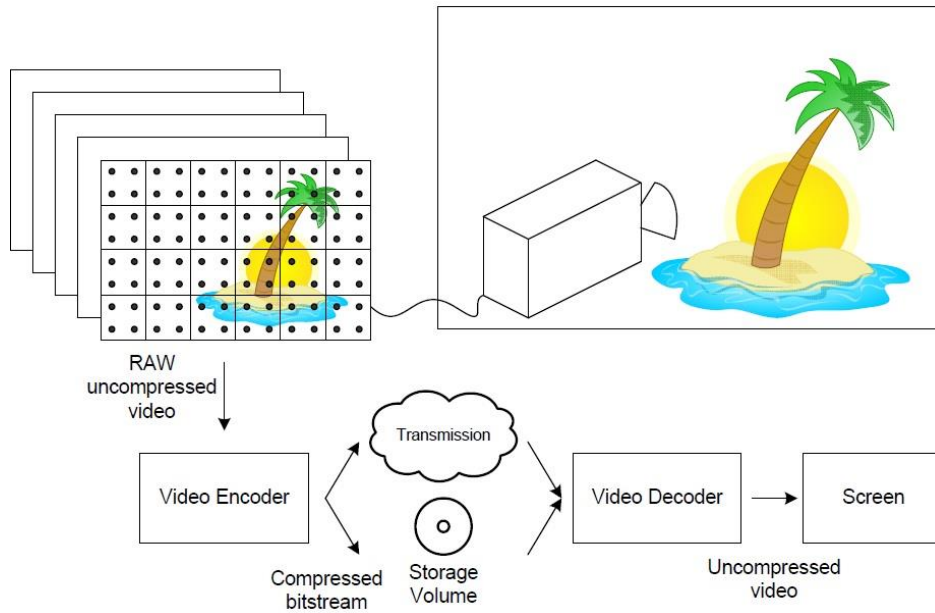 RAW
uncompressed
video
Transmission
Video Encoder
Video Decoder
Screen
Compressed
bitstream
Storage
Volume
Uncompressed
video